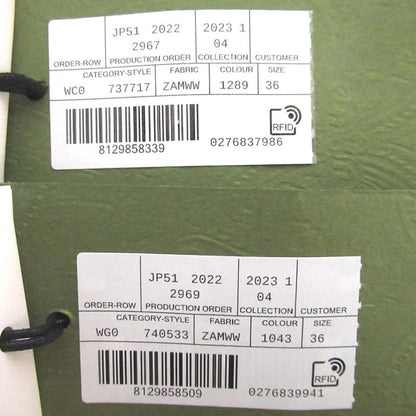 JP51 2022 2023 1
2967 04
ORDER-ROW PRODUCTION ORDER COLLECTION CUSTOMER
CATEGORY-STYLE FABRIC COLOUR SIZE
WC0 737717 ZAMWW 1289 36
RFID
8129858339 0276837986
JP51 2022 2023 1
2969 04
ORDER-ROW PRODUCTION ORDER COLLECTION CUSTOMER
CATEGORY-STYLE FABRIC COLOUR SIZE
WG0 740533 ZAMWW 1043 36
RFID
8129858509 0276839941